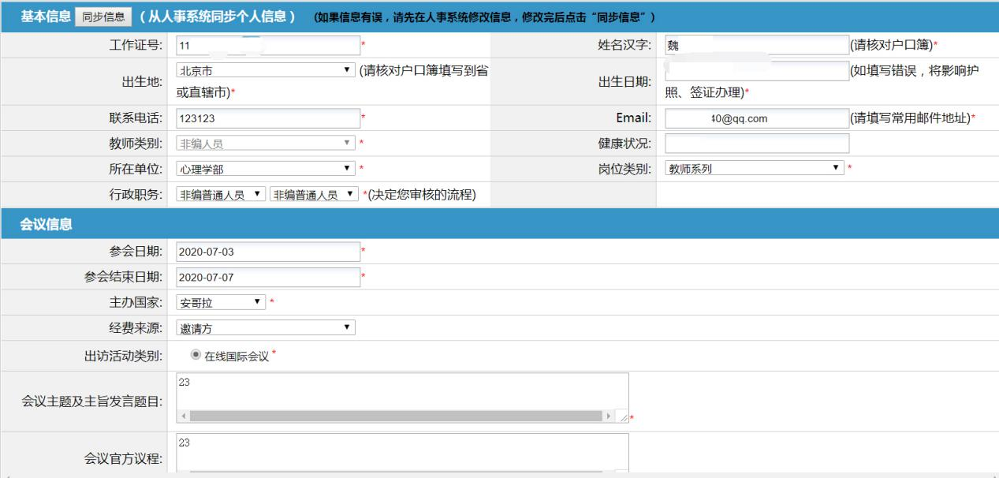 基本信息 同步信息 （从人事系统同步个人信息） (如果信息有误，请先在人事系统修改信息，修改完后点击“同步信息”)
工作证号: 11 * 姓名汉字: 魏 (请核对户口簿)*
出生地: 北京市 (请核对户口簿填写到省或直辖市)* 出生日期: (如填写错误，将影响护照、签证办理)*
联系电话: 123123 * Email: 40@qq.com (请填写常用邮件地址)*
教师类别: 非编人员 * 健康状况:
所在单位: 心理学部 * 岗位类别: 教师系列 *
行政职务: 非编普通人员 非编普通人员 *(决定您审核的流程)
会议信息
参会日期: 2020-07-03 *
参会结束日期: 2020-07-07 *
主办国家: 安哥拉 *
经费来源: 邀请方
出访活动类别: 在线国际会议 *
会议主题及主旨发言题目: 23 *
会议官方议程: 23